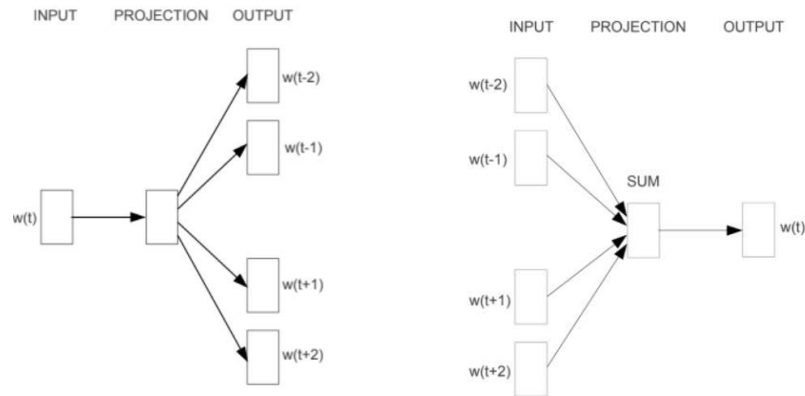 INPUT PROJECTION OUTPUT
w(t-2)
w(t-1)
w(t)
w(t+1)
w(t+2)
INPUT PROJECTION OUTPUT
w(t-2)
w(t-1)
SUM
w(t)
w(t+1)
w(t+2)